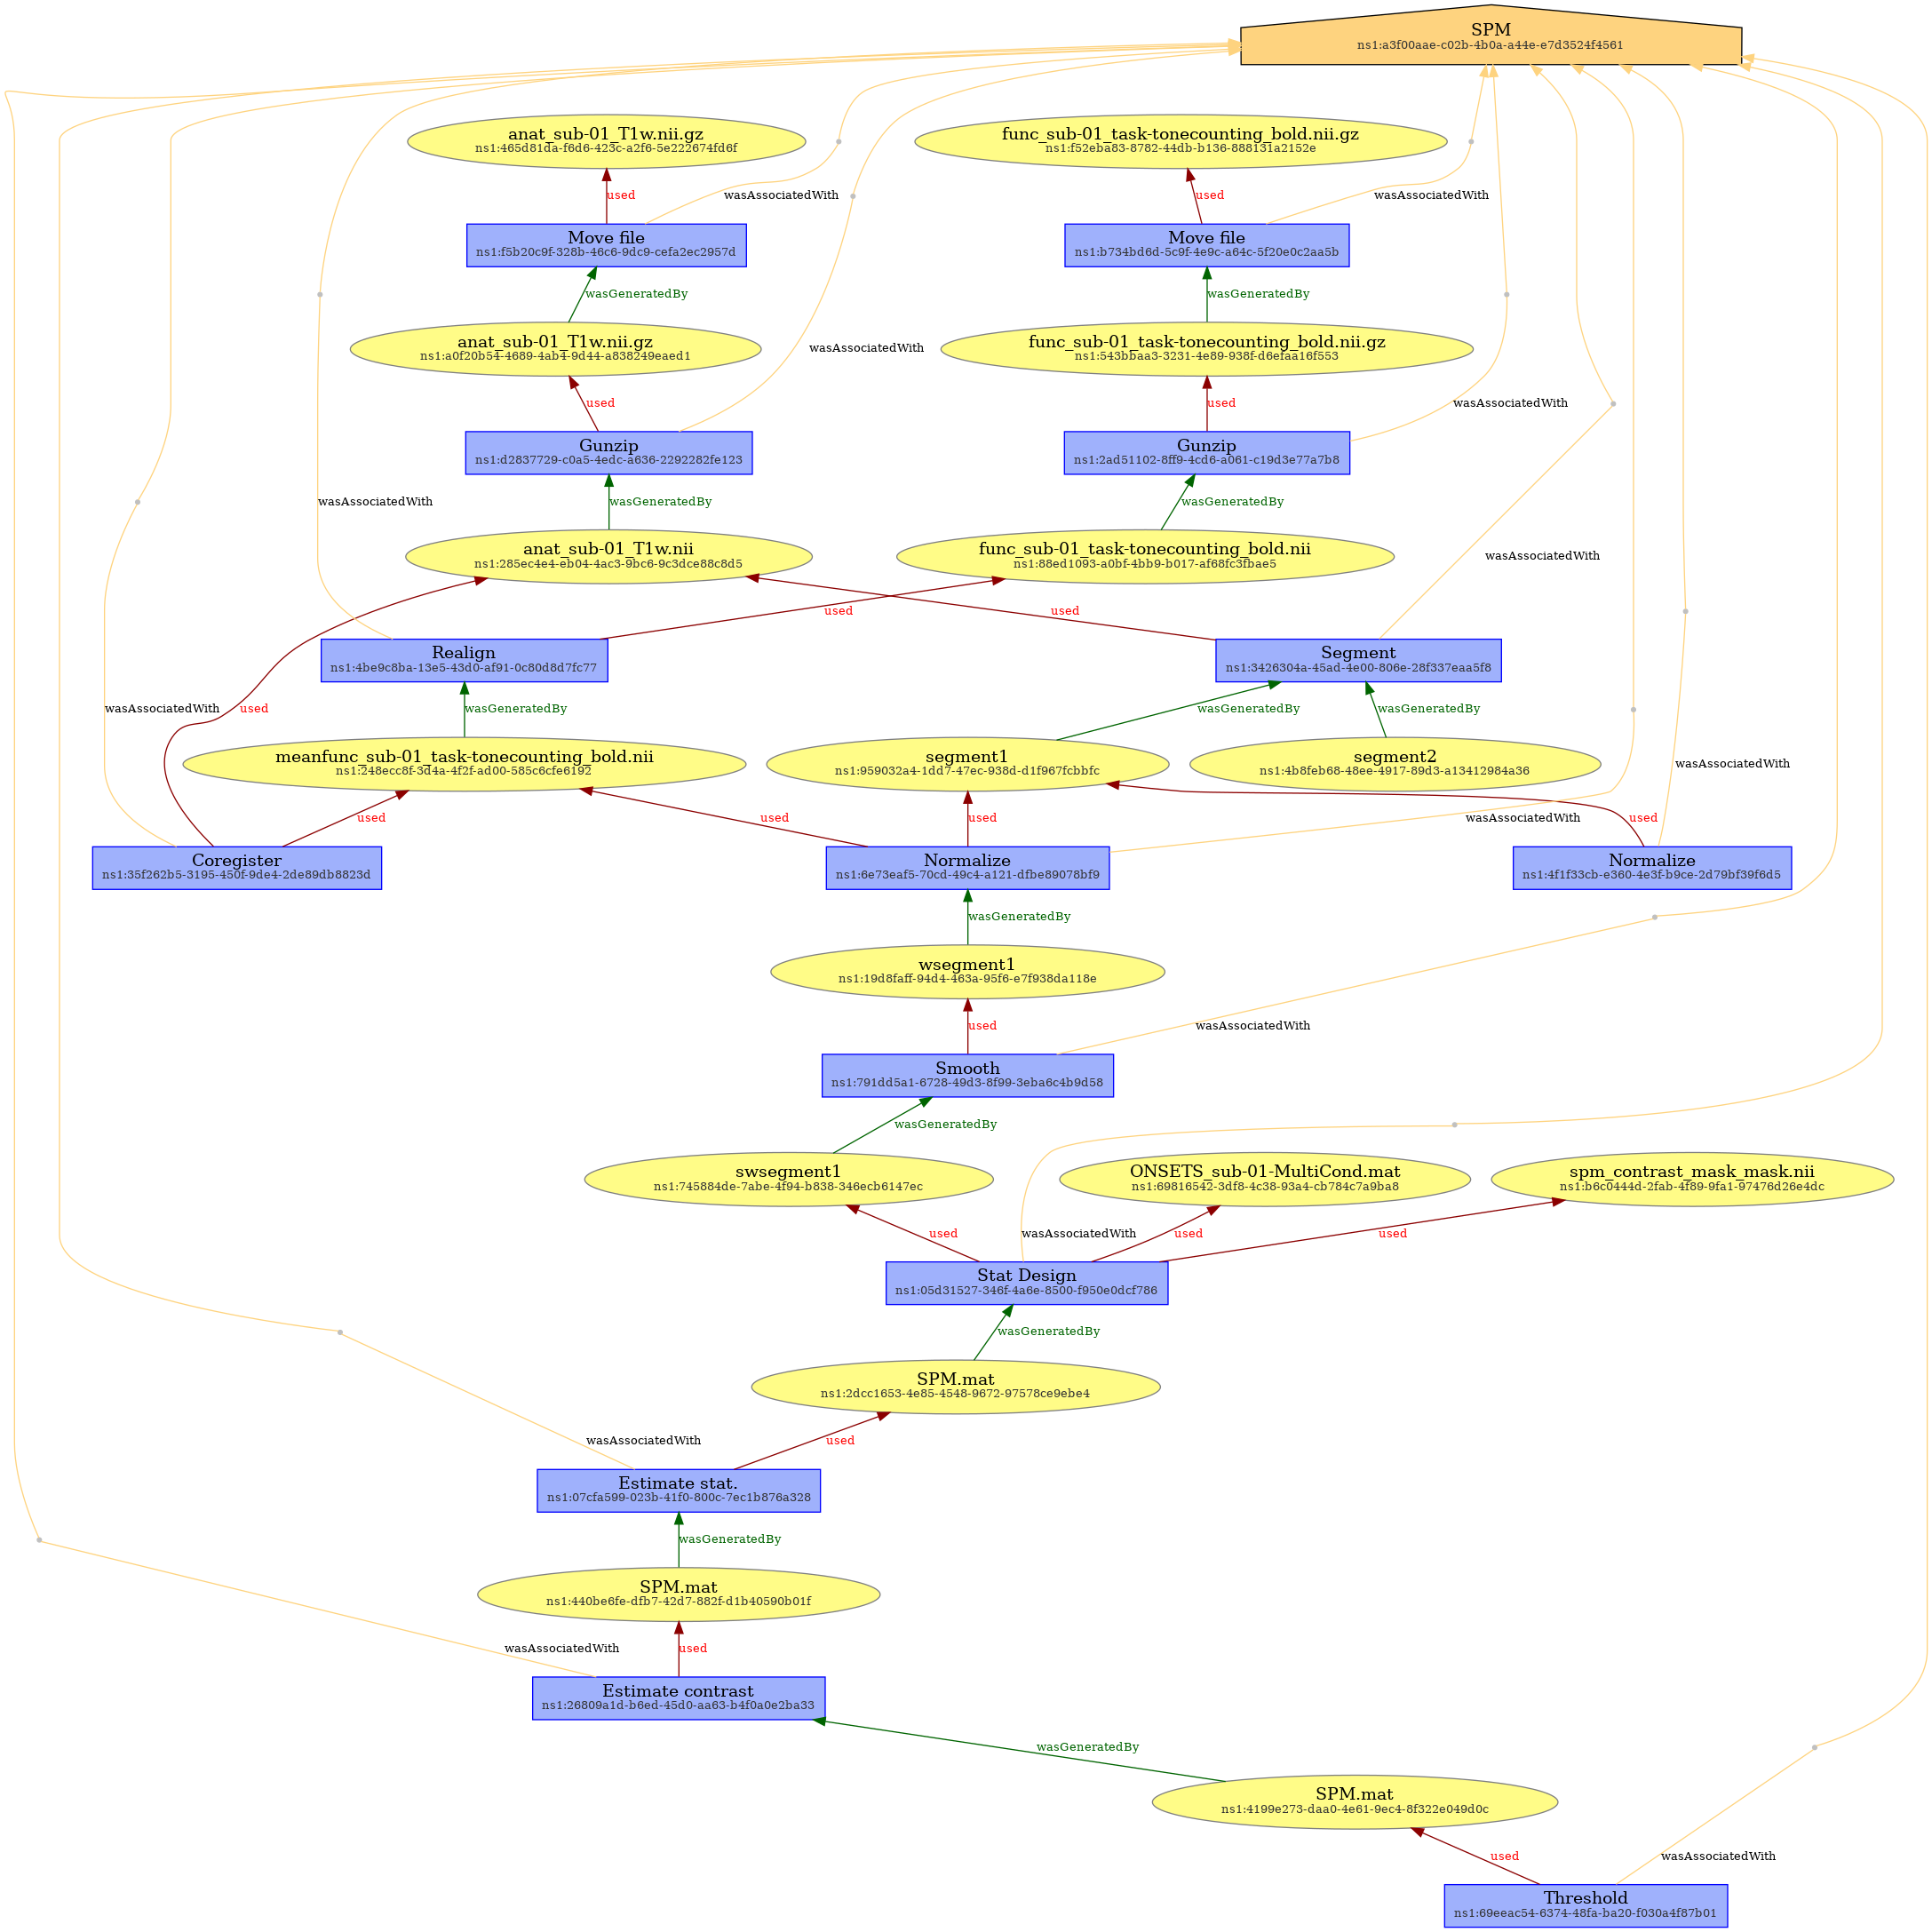 SPM
ns1:a3f00aae-c02b-4b0a-a44e-e7d3524f4561
anat_sub-01_T1w.nii.gz
ns1:465d81da-f6d6-423c-a2f6-5e222674fd6f
func_sub-01_task-tonecounting_bold.nii.gz
ns1:f52eba83-8782-44db-b136-888131a2152e
used
wasAssociatedWith
used
wasAssociatedWith
Move file
ns1:f5b20c9f-328b-46c6-9dc9-cefa2ec2957d
Move file
ns1:b734bd6d-5c9f-4e9c-a64c-5f20e0c2aa5b
wasGeneratedBy
wasGeneratedBy
anat_sub-01_T1w.nii.gz
ns1:a0f20b54-4689-4ab4-9d44-a838249eaed1
wasAssociatedWith
func_sub-01_task-tonecounting_bold.nii.gz
ns1:543bbaa3-3231-4e89-938f-d6efaa16f553
used
used
wasAssociatedWith
Gunzip
ns1:d2837729-c0a5-4edc-a636-2292282fe123
Gunzip
ns1:2ad51102-8ff9-4cd6-a061-c19d3e77a7b8
wasAssociatedWith
wasGeneratedBy
wasGeneratedBy
anat_sub-01_T1w.nii
ns1:285ec4e4-eb04-4ac3-9bc6-9c3dce88c8d5
func_sub-01_task-tonecounting_bold.nii
ns1:88ed1093-a0bf-4bb9-b017-af68fc3fbae5
wasAssociatedWith
used
used
Realign
ns1:4be9c8ba-13e5-43d0-af91-0c80d8d7fc77
Segment
ns1:3426304a-45ad-4e00-806e-28f337eaa5f8
wasAssociatedWith
used
wasGeneratedBy
wasGeneratedBy
wasGeneratedBy
meanfunc_sub-01_task-tonecounting_bold.nii
ns1:248ecc8f-3d4a-4f2f-ad00-585c6cfe6192
segment1
ns1:959032a4-1dd7-47ec-938d-d1f967fcbbfc
segment2
ns1:4b8feb68-48ee-4917-89d3-a13412984a36
wasAssociatedWith
used
used
used
wasAssociatedWith
used
Coregister
ns1:35f262b5-3195-450f-9de4-2de89db8823d
Normalize
ns1:6e73eaf5-70cd-49c4-a121-dfbe89078bf9
Normalize
ns1:4f1f33cb-e360-4e3f-b9ce-2d79bf39f6d5
wasGeneratedBy
wsegment1
ns1:19d8faff-94d4-463a-95f6-e7f938da118e
used
wasAssociatedWith
Smooth
ns1:791dd5a1-6728-49d3-8f99-3eba6c4b9d58
wasGeneratedBy
swsegment1
ns1:745884de-7abe-4f94-b838-346ecb6147ec
ONSETS_sub-01-MultiCond.mat
ns1:69816542-3df8-4c38-93a4-cb784c7a9ba8
spm_contrast_mask_mask.nii
ns1:b6c0444d-2fab-4f89-9fa1-97476d26e4dc
used
wasAssociatedWith
used
used
Stat Design
ns1:05d31527-346f-4a6e-8500-f950e0dcf786
wasGeneratedBy
SPM.mat
ns1:2dcc1653-4e85-4548-9672-97578ce9ebe4
wasAssociatedWith
used
Estimate stat.
ns1:07cfa599-023b-41f0-800c-7ec1b876a328
wasGeneratedBy
SPM.mat
ns1:440be6fe-dfb7-42d7-882f-d1b40590b01f
wasAssociatedWith
used
Estimate contrast
ns1:26809a1d-b6ed-45d0-aa63-b4f0a0e2ba33
wasGeneratedBy
SPM.mat
ns1:4199e273-daa0-4e61-9ec4-8f322e049d0c
used
wasAssociatedWith
Threshold
ns1:69eeac54-6374-48fa-ba20-f030a4f87b01